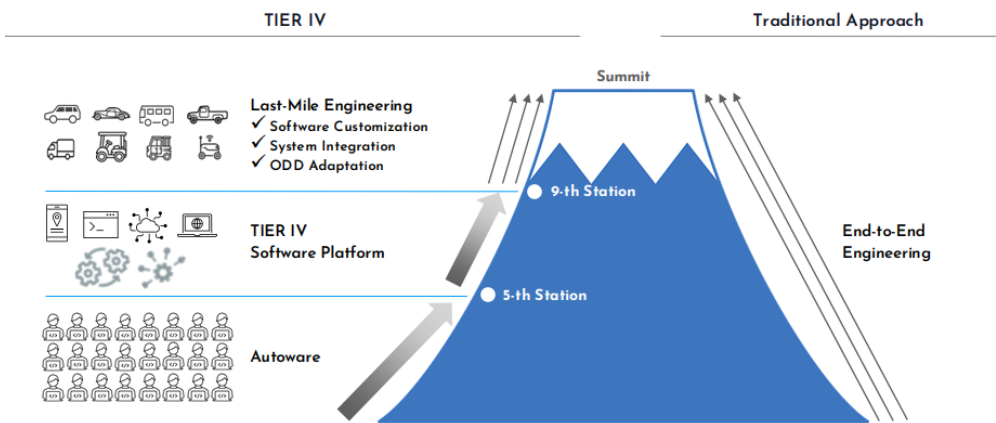 TIER IV
Traditional Approach
Summit
Last-Mile Engineering
✓ Software Customization
✓ System Integration
✓ ODD Adaptation
9-th Station
TIER IV
Software Platform
End-to-End
Engineering
5-th Station
Autoware